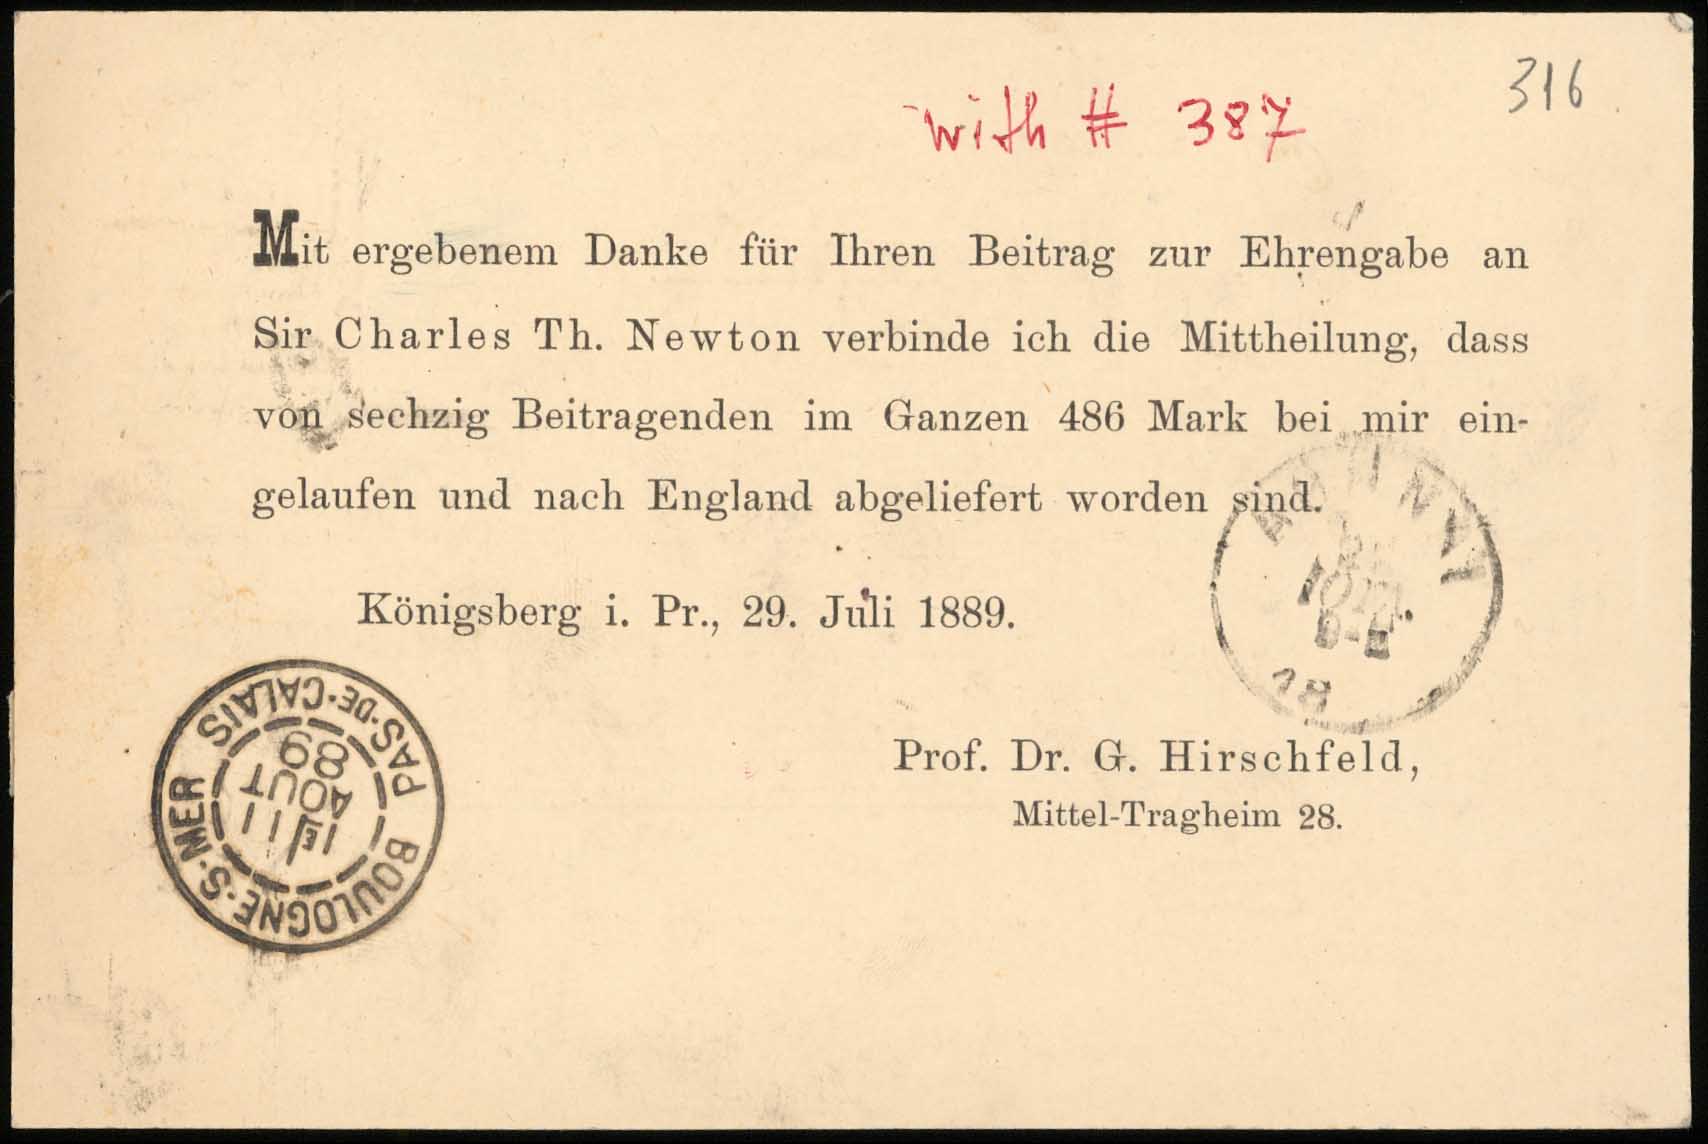 316
with # 387
Mit ergebenem Danke für Ihren Beitrag zur Ehrengabe an
Sir Charles Th. Newton verbinde ich die Mittheilung, dass
von sechzig Beitragenden im Ganzen 486 Mark bei mir ein-
gelaufen und nach England abgeliefert worden sind.
Königsberg i. Pr., 29. Juli 1889.
Prof. Dr. G. Hirschfeld,
Mittel-Tragheim 28.
BOULOGNE-S-MER
PAS-DE-CALAIS
11
AOUT
89